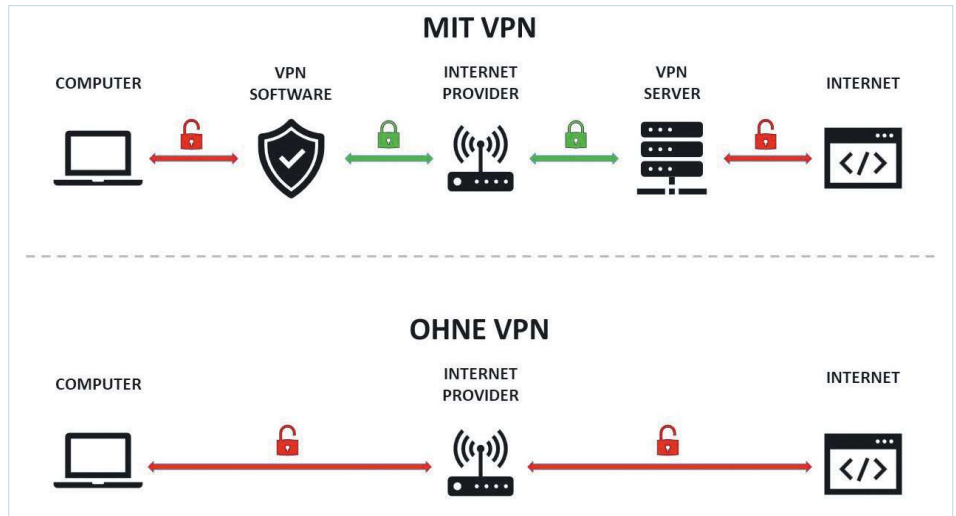 MIT VPN
COMPUTER
VPN
SOFTWARE
INTERNET
PROVIDER
VPN
SERVER
INTERNET
</>
OHNE VPN
COMPUTER
INTERNET
PROVIDER
INTERNET
</>